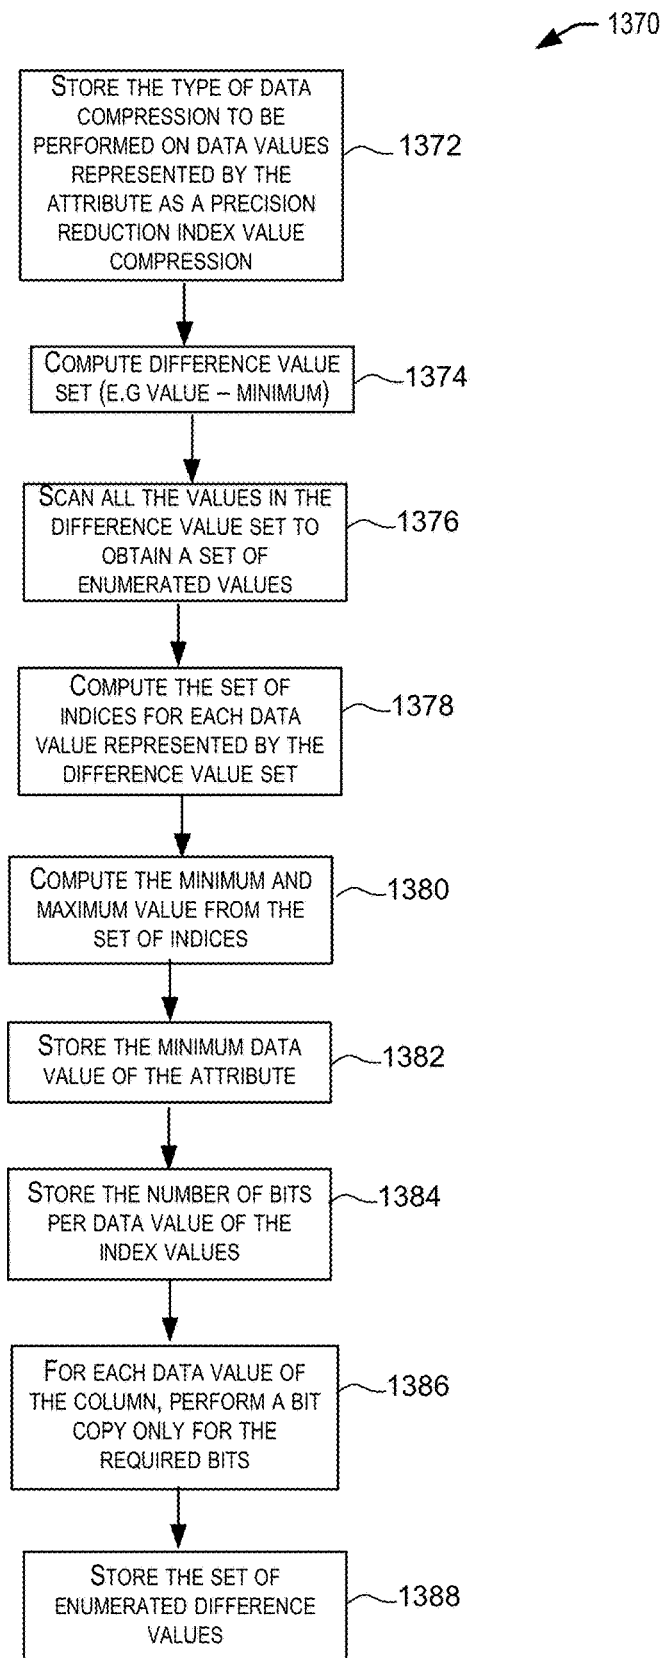 1370
STORE THE TYPE OF DATA
COMPRESSION TO BE
PERFORMED ON DATA VALUES
REPRESENTED BY THE
ATTRIBUTE AS A PRECISION
REDUCTION INDEX VALUE
COMPRESSION
1372
COMPUTE DIFFERENCE VALUE
SET (E.G VALUE – MINIMUM)
1374
SCAN ALL THE VALUES IN THE
DIFFERENCE VALUE SET TO
OBTAIN A SET OF
ENUMERATED VALUES
1376
COMPUTE THE SET OF
INDICES FOR EACH DATA
VALUE REPRESENTED BY THE
DIFFERENCE VALUE SET
1378
COMPUTE THE MINIMUM AND
MAXIMUM VALUE FROM THE
SET OF INDICES
1380
STORE THE MINIMUM DATA
VALUE OF THE ATTRIBUTE
1382
STORE THE NUMBER OF BITS
PER DATA VALUE OF THE
INDEX VALUES
1384
FOR EACH DATA VALUE OF
THE COLUMN, PERFORM A BIT
COPY ONLY FOR THE
REQUIRED BITS
1386
STORE THE SET OF
ENUMERATED DIFFERENCE
VALUES
1388